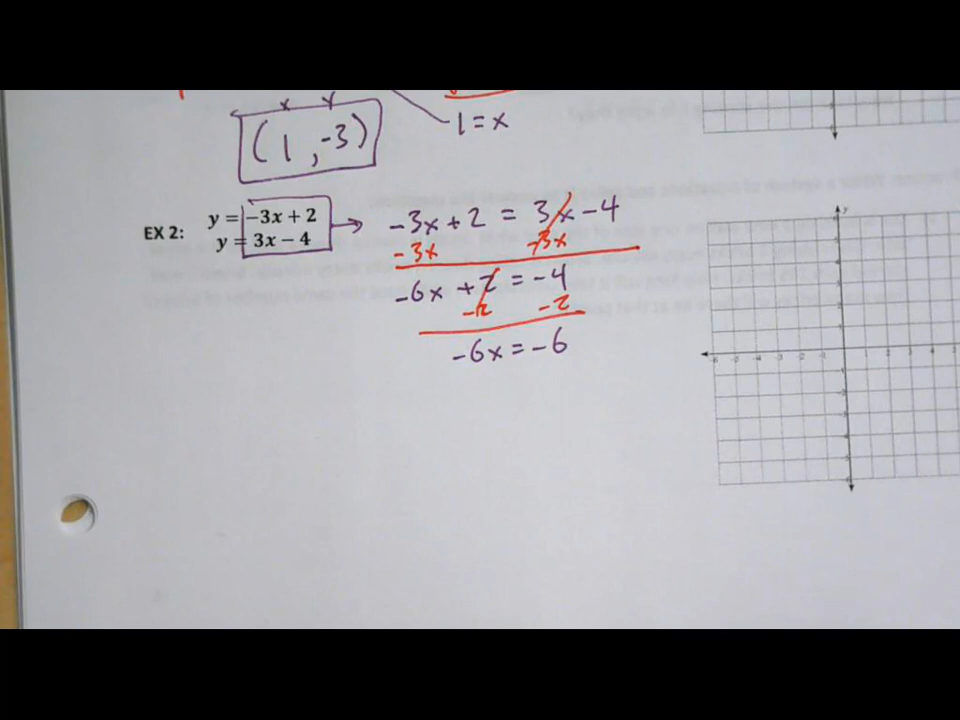 x y
(1, -3)
1 = x
EX 2: y = −3x + 2
y = 3x − 4
-3x + 2 = 3x - 4
-3x -3x
-6x + 2 = -4
-2 -2
-6x = -6
y